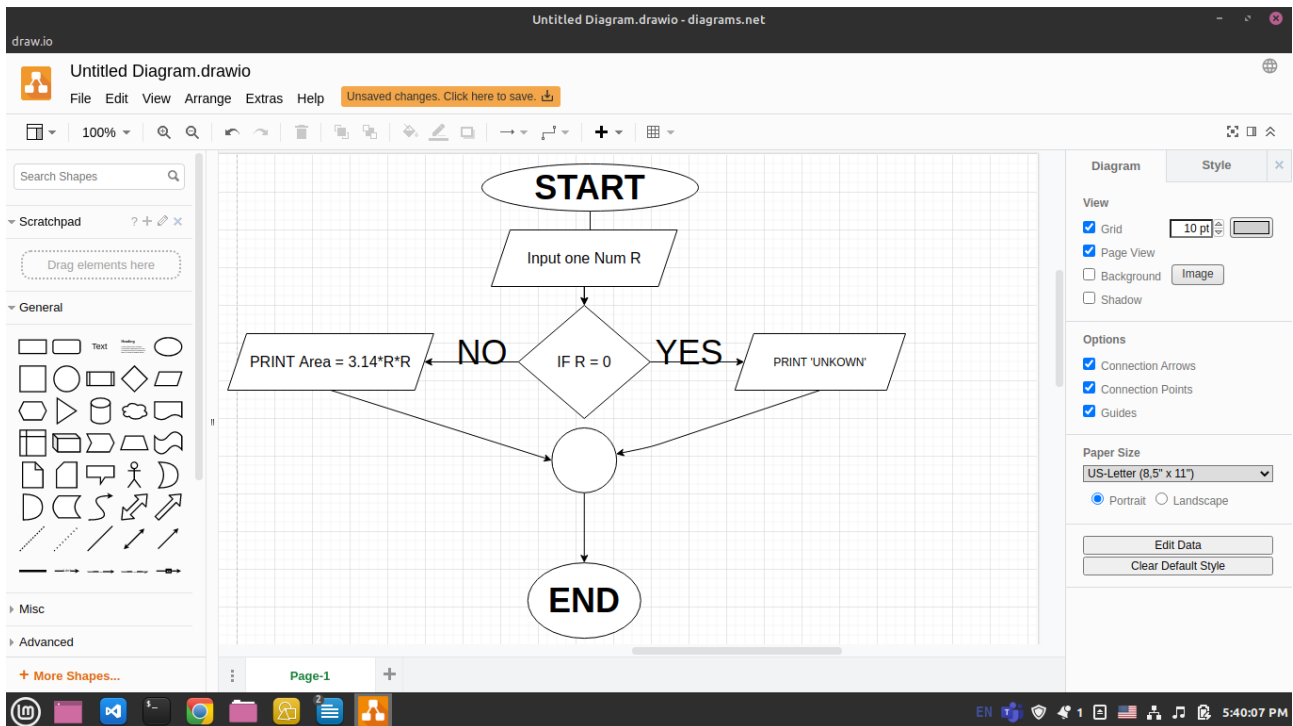 Untitled Diagram.drawio - diagrams.net
draw.io
Untitled Diagram.drawio
File Edit View Arrange Extras Help Unsaved changes. Click here to save.
100%
Search Shapes
Scratchpad
?
Drag elements here
General
Text
Heading
Misc
Advanced
+ More Shapes...
START
Input one Num R
PRINT Area = 3.14*R*R
NO
IF R = 0
YES
PRINT 'UNKOWN'
END
Page-1
Diagram
Style
View
Grid
10 pt
Page View
Background
Image
Shadow
Options
Connection Arrows
Connection Points
Guides
Paper Size
US-Letter (8,5" x 11")
Portrait
Landscape
Edit Data
Clear Default Style
$_
2
EN
1
5:40:07 PM